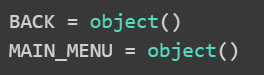 BACK = object()
MAIN_MENU = object()